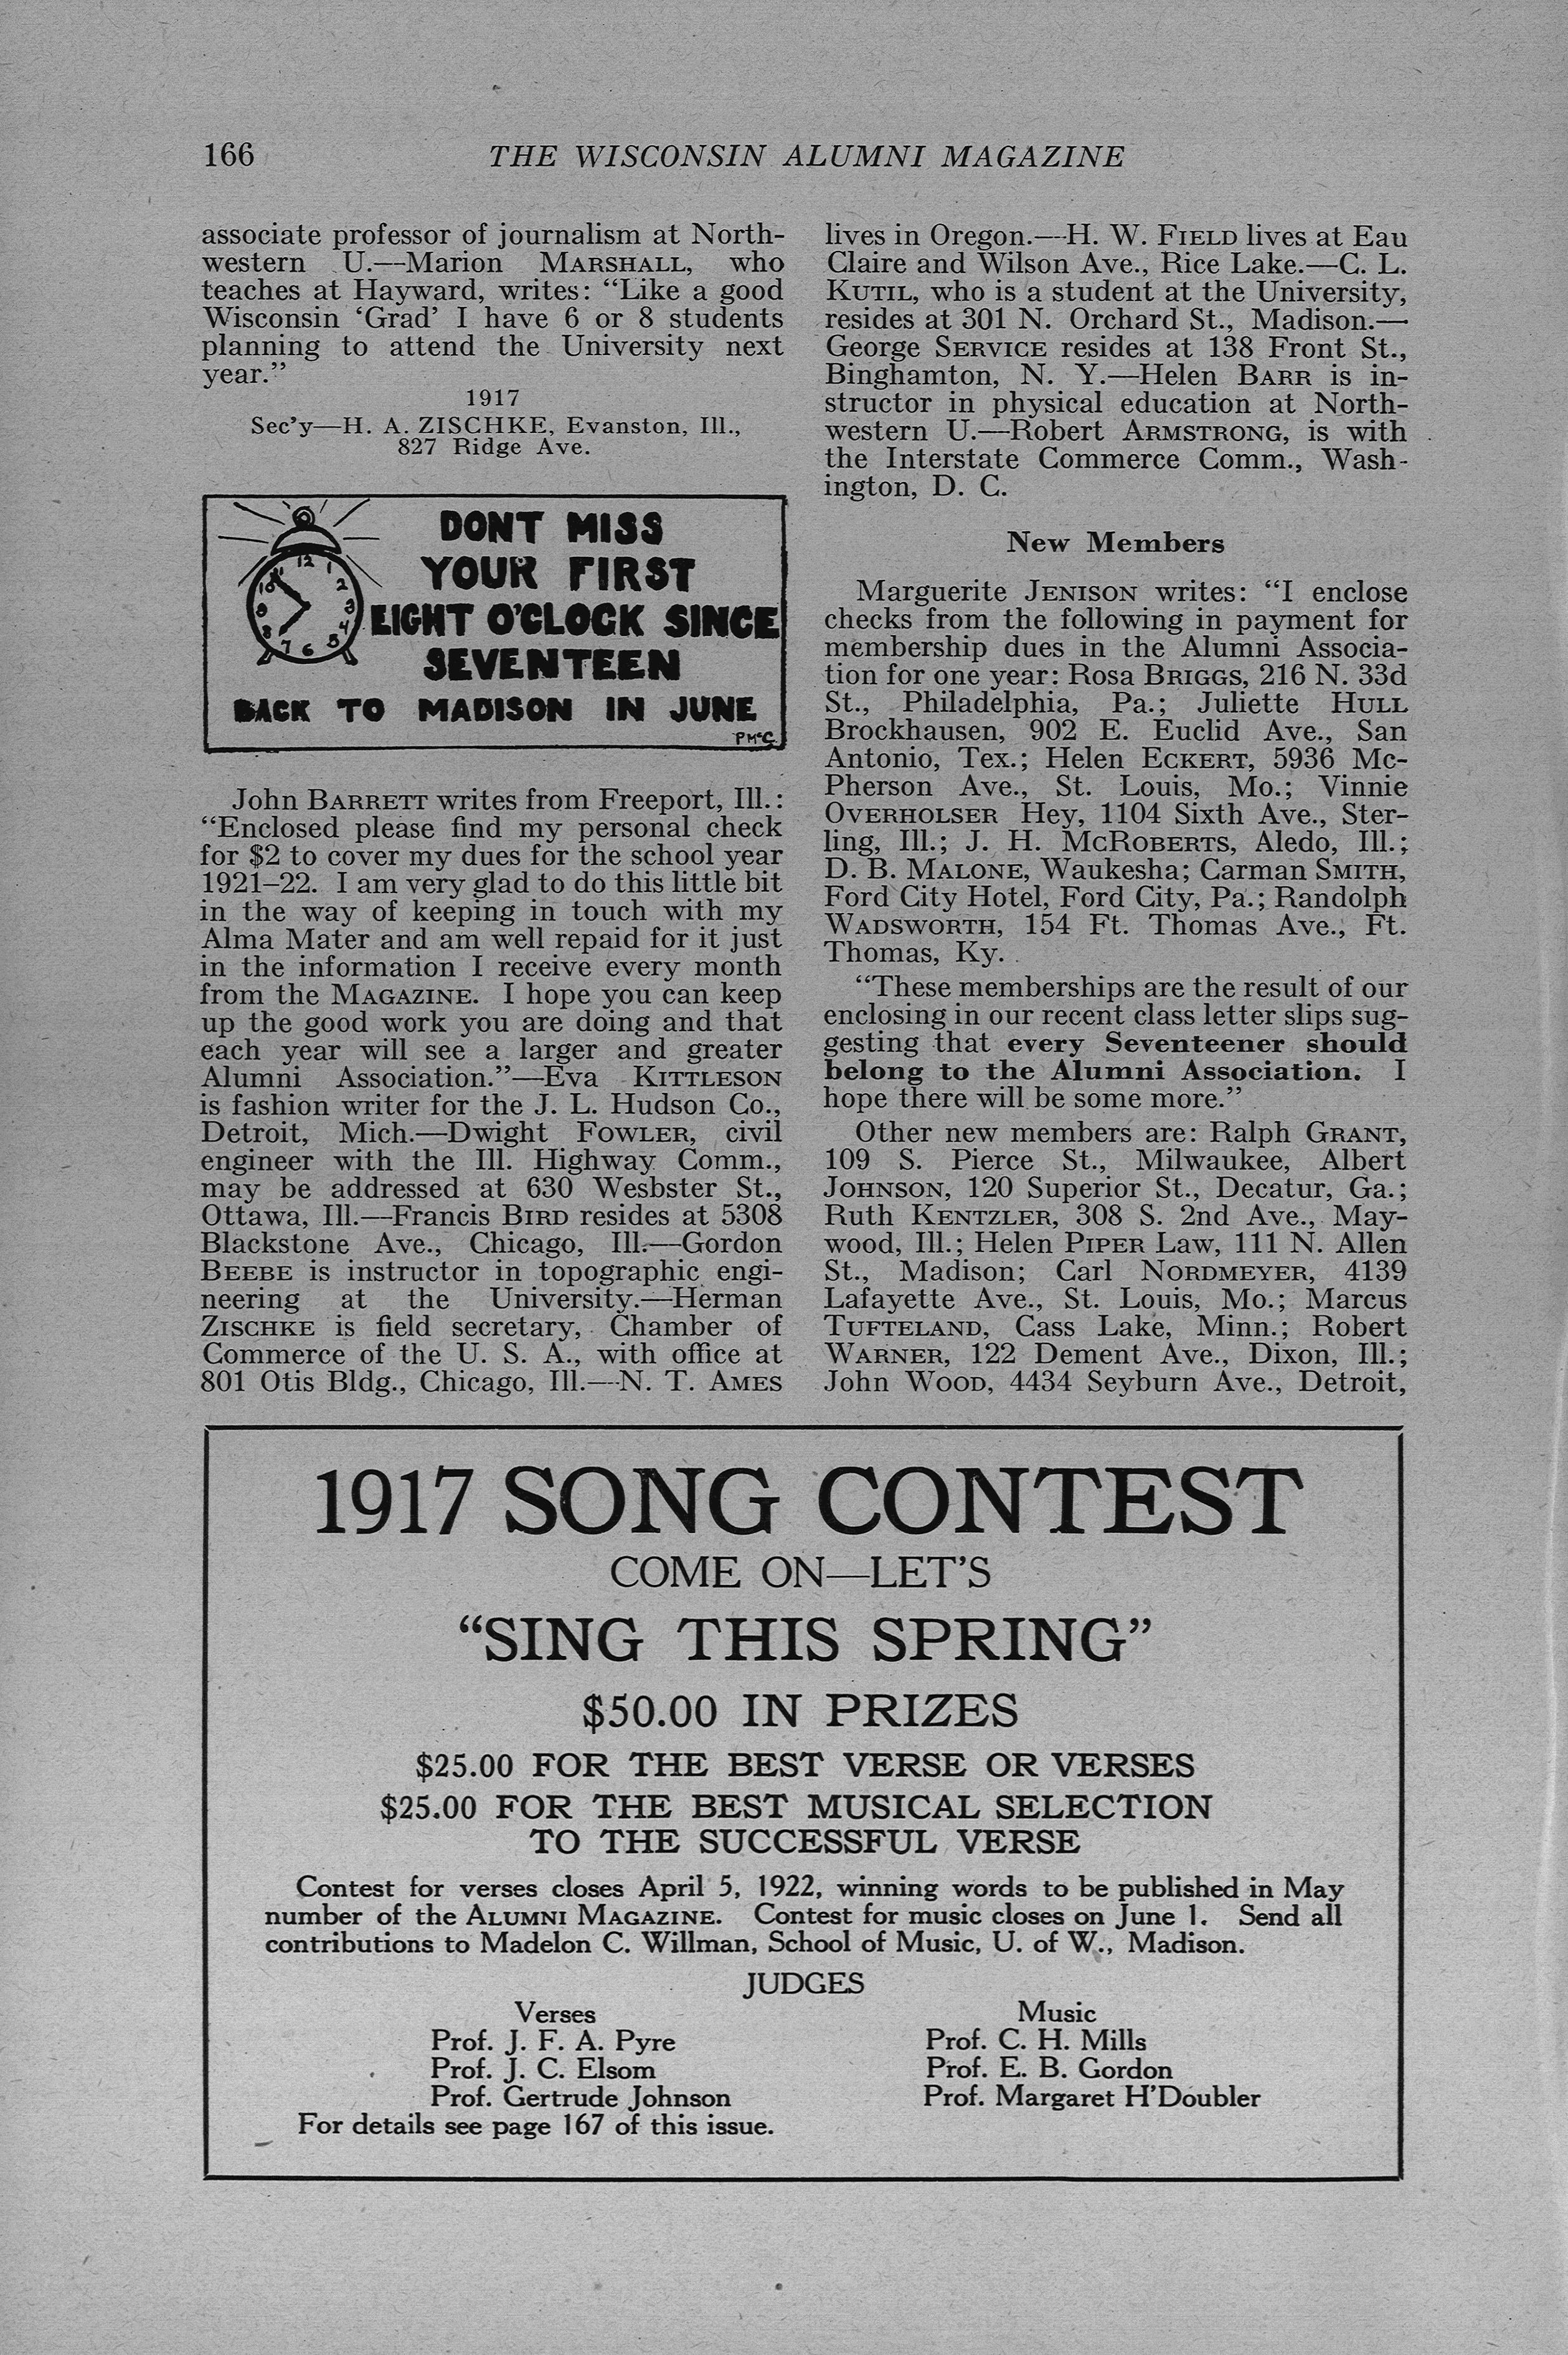 166
THE WISCONSIN ALUMNI MAGAZINE
associate professor of journalism at North-
western U.—Marion MARSHALL, who
teaches at Hayward, writes: “Like a good
Wisconsin ‘Grad’ I have 6 or 8 students
planning to attend the University next
year.”
1917
Sec’y—H. A. ZISCHKE, Evanston, Ill.,
827 Ridge Ave.
12
1
2
3
4
5
6
7
8
9
10
11
DONT MISS
YOUR FIRST
EIGHT O'CLOCK SINCE
SEVENTEEN
BACK TO MADISON IN JUNE
PMcC
John BARRETT writes from Freeport, Ill.:
“Enclosed please find my personal check
for $2 to cover my dues for the school year
1921–22. I am very glad to do this little bit
in the way of keeping in touch with my
Alma Mater and am well repaid for it just
in the information I receive every month
from the MAGAZINE. I hope you can keep
up the good work you are doing and that
each year will see a larger and greater
Alumni Association.”—Eva KITTLESON
is fashion writer for the J. L. Hudson Co.,
Detroit, Mich.—Dwight FOWLER, civil
engineer with the Ill. Highway Comm.,
may be addressed at 630 Wesbster St.,
Ottawa, Ill.—Francis BIRD resides at 5308
Blackstone Ave., Chicago, Ill.—Gordon
BEEBE is instructor in topographic engi-
neering at the University.—Herman
ZISCHKE is field secretary, Chamber of
Commerce of the U. S. A., with office at
801 Otis Bldg., Chicago, Ill.—N. T. AMES
lives in Oregon.—H. W. FIELD lives at Eau
Claire and Wilson Ave., Rice Lake.—C. L.
KUTIL, who is a student at the University,
resides at 301 N. Orchard St., Madison.—
George SERVICE resides at 138 Front St.,
Binghamton, N. Y.—Helen BARR is in-
structor in physical education at North-
western U.—Robert ARMSTRONG, is with
the Interstate Commerce Comm., Wash-
ington, D. C.
New Members
Marguerite JENISON writes: “I enclose
checks from the following in payment for
membership dues in the Alumni Associa-
tion for one year: Rosa BRIGGS, 216 N. 33d
St., Philadelphia, Pa.; Juliette HULL
Brockhausen, 902 E. Euclid Ave., San
Antonio, Tex.; Helen ECKERT, 5936 Mc-
Pherson Ave., St. Louis, Mo.; Vinnie
OVERHOLSER Hey, 1104 Sixth Ave., Ster-
ling, Ill.; J. H. MCROBERTS, Aledo, Ill.;
D. B. MALONE, Waukesha; Carman SMITH,
Ford City Hotel, Ford City, Pa.; Randolph
WADSWORTH, 154 Ft. Thomas Ave., Ft.
Thomas, Ky.
“These memberships are the result of our
enclosing in our recent class letter slips sug-
gesting that every Seventeener should
belong to the Alumni Association. I
hope there will be some more.”
Other new members are: Ralph GRANT,
109 S. Pierce St., Milwaukee, Albert
JOHNSON, 120 Superior St., Decatur, Ga.;
Ruth KENTZLER, 308 S. 2nd Ave., May-
wood, Ill.; Helen PIPER Law, 111 N. Allen
St., Madison; Carl NORDMEYER, 4139
Lafayette Ave., St. Louis, Mo.; Marcus
TUFTELAND, Cass Lake, Minn.; Robert
WARNER, 122 Dement Ave., Dixon, Ill.;
John WOOD, 4434 Seyburn Ave., Detroit,
1917 SONG CONTEST
COME ON—LET’S
“SING THIS SPRING”
$50.00 IN PRIZES
$25.00 FOR THE BEST VERSE OR VERSES
$25.00 FOR THE BEST MUSICAL SELECTION
TO THE SUCCESSFUL VERSE
Contest for verses closes April 5, 1922, winning words to be published in May
number of the ALUMNI MAGAZINE. Contest for music closes on June 1. Send all
contributions to Madelon C. Willman, School of Music, U. of W., Madison.
JUDGES
Verses
Prof. J. F. A. Pyre
Prof. J. C. Elsom
Prof. Gertrude Johnson
Music
Prof. C. H. Mills
Prof. E. B. Gordon
Prof. Margaret H’Doubler
For details see page 167 of this issue.